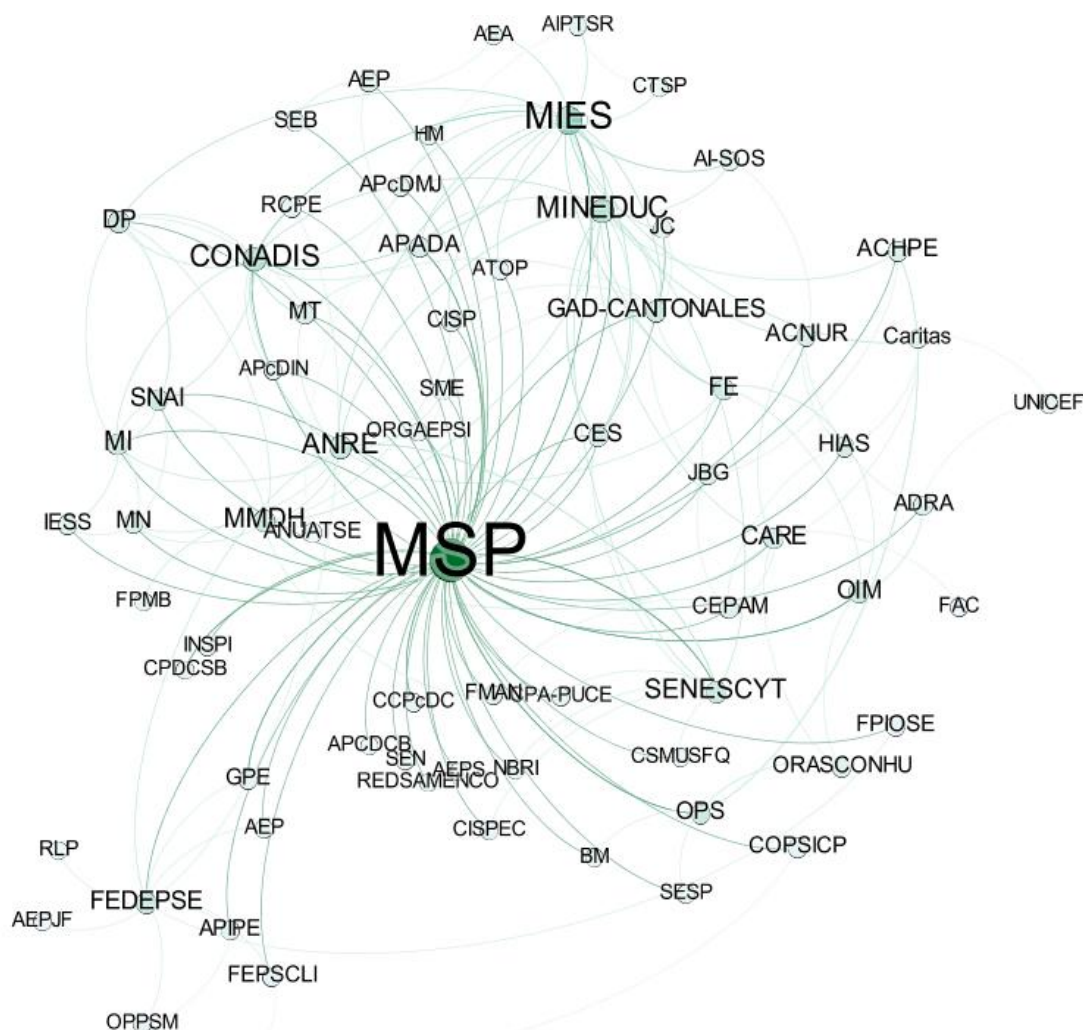 AIPTSR
AEA
AEP
CTSP
MIES
SEB
HM
AI-SOS
APcDMJ
RCPE
MINEDUC
DP
JC
APADA
CONADIS
ACHPE
ATOP
MT
CISP
GAD-CANTONALES
ACNUR
Caritas
APcDIN
SME
FE
SNAI
UNICEF
ORGAEPSI
CES
MI
ANRE
HIAS
JBG
ADRA
IESS
MN
MMDH
ANUATSE
CARE
MSP
OIM
FPMB
CEPAM
FAC
INSPI
CPDCSB
SENESCYT
FMAN
PA-PUCE
CCPcDC
FPIOSE
APCDCB
SEN
AEPS
NBRI
CSMUSFQ
ORASCONHU
GPE
REDSAMENCO
OPS
AEP
CISPEC
COPSICP
RLP
BM
SESP
FEDEPSE
AEPJF
APIPE
FEPSCLI
OPPSM